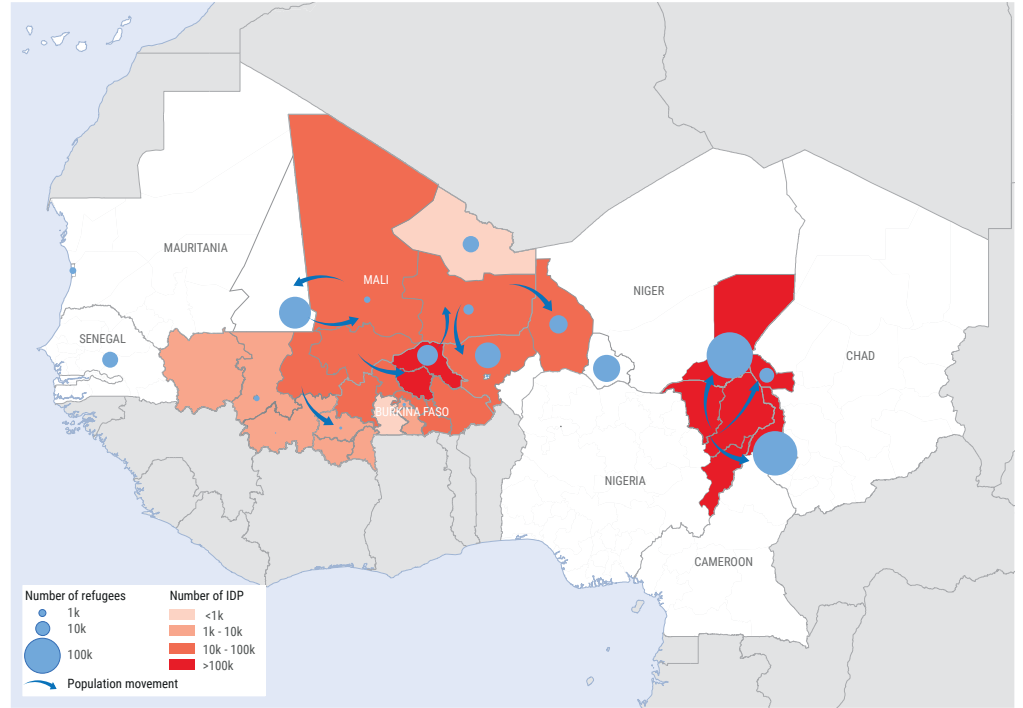 MAURITANIA
MALI
NIGER
SENEGAL
CHAD
BURKINA FASO
NIGERIA
CAMEROON
Number of refugees
1k
10k
100k
Number of IDP
<1k
1k - 10k
10k - 100k
>100k
Population movement